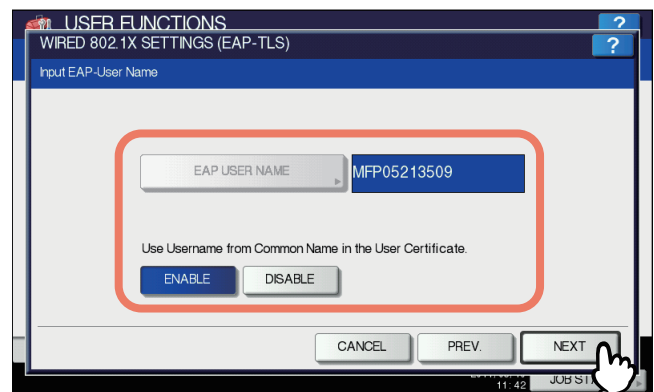 USER FUNCTIONS ?
WIRED 802.1X SETTINGS (EAP-TLS) ?
Input EAP-User Name
EAP USER NAME MFP05213509
Use Username from Common Name in the User Certificate.
ENABLE DISABLE
CANCEL PREV. NEXT
11:42 JOB